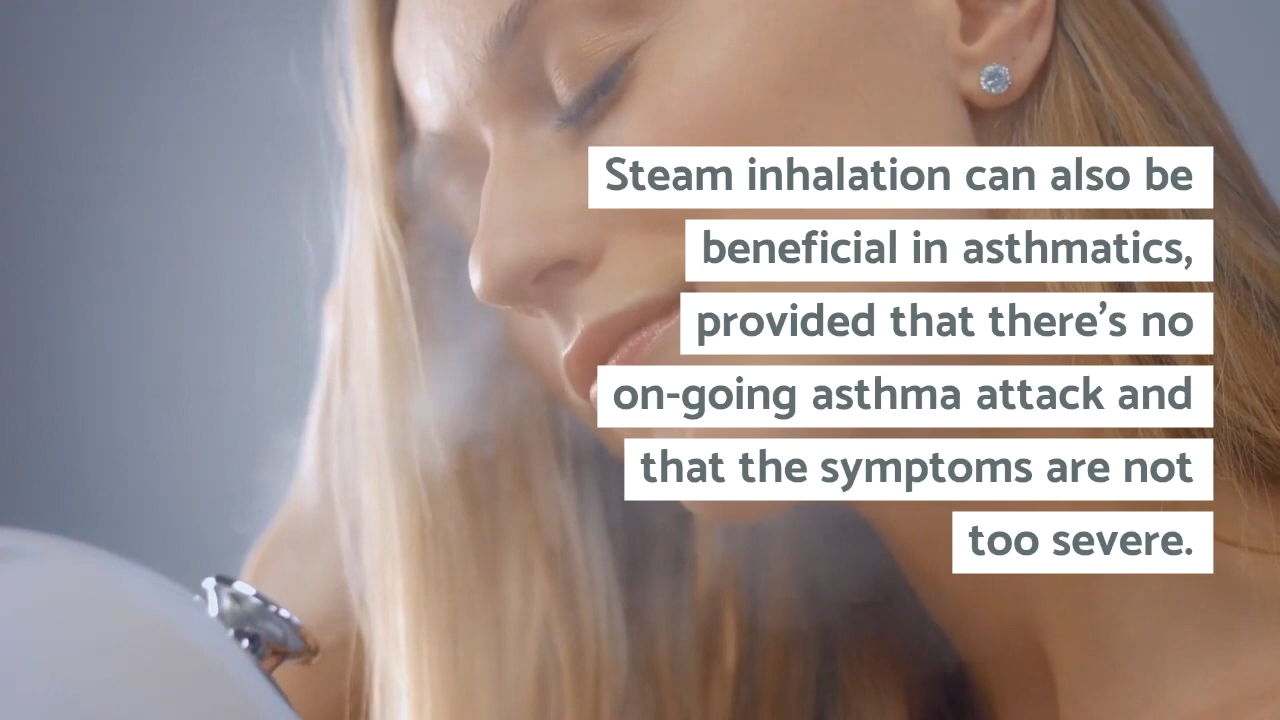 Steam inhalation can also be
beneficial in asthmatics,
provided that there’s no
on-going asthma attack and
that the symptoms are not
too severe.